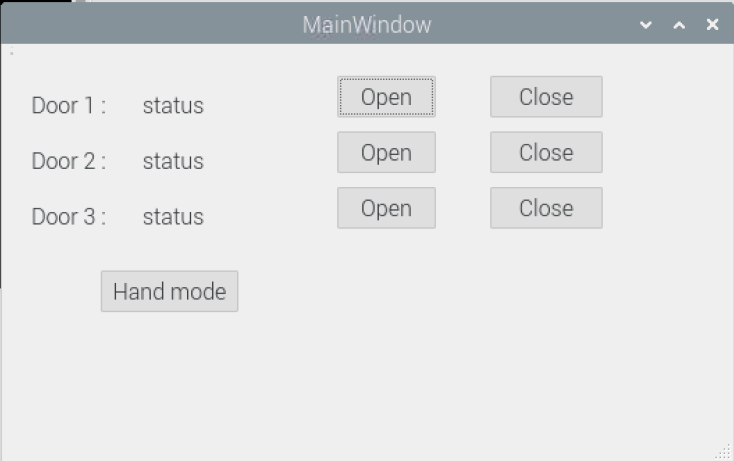 MainWindow
Door 1 : status Open Close
Door 2 : status Open Close
Door 3 : status Open Close
Hand mode